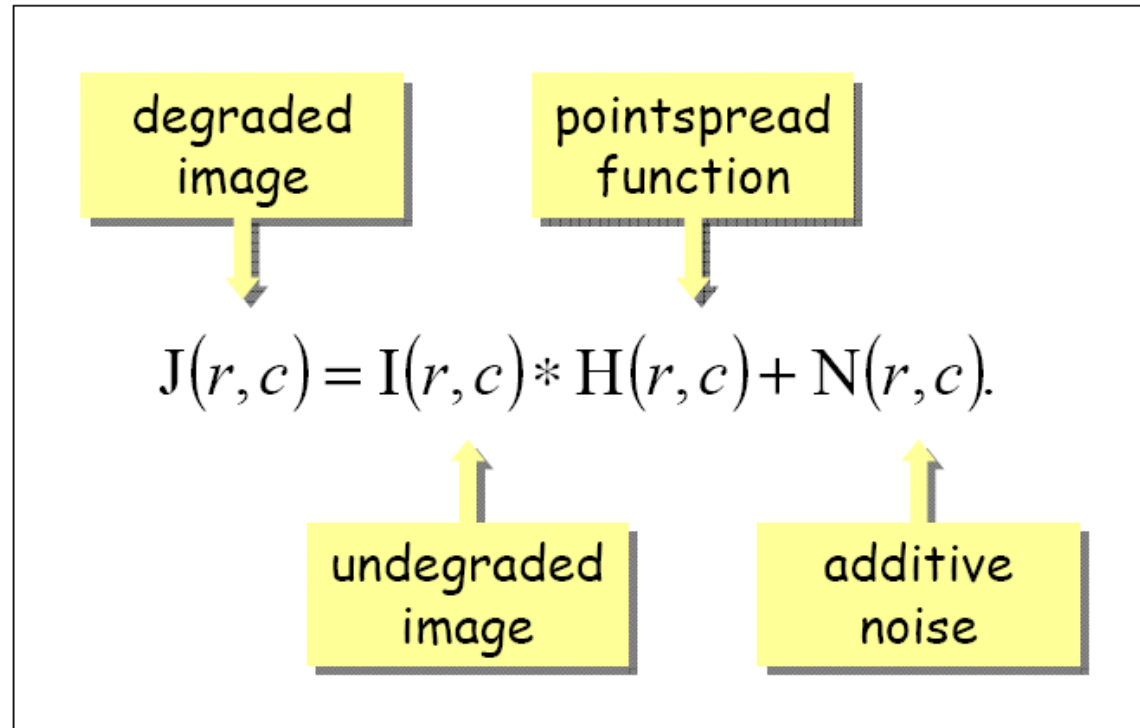 degraded
image
pointspread
function
J(r,c) = I(r,c) * H(r,c) + N(r,c).
undegraded
image
additive
noise